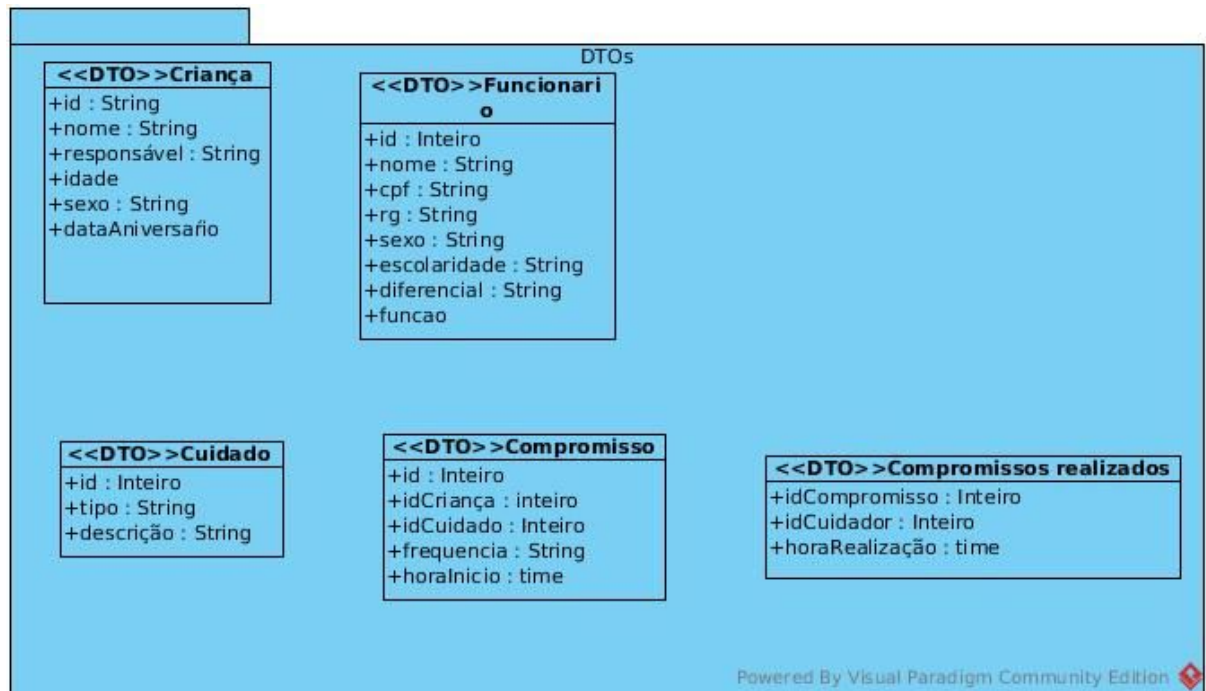 DTOs
<<DTO>>Criança
+id : String
+nome : String
+responsável : String
+idade
+sexo : String
+dataAniversaŕio
<<DTO>>Funcionari
o
+id : Inteiro
+nome : String
+cpf : String
+rg : String
+sexo : String
+escolaridade : String
+diferencial : String
+funcao
<<DTO>>Cuidado
+id : Inteiro
+tipo : String
+descrição : String
<<DTO>>Compromisso
+id : Inteiro
+idCriança : inteiro
+idCuidado : Inteiro
+frequencia : String
+horaInicio : time
<<DTO>>Compromissos realizados
+idCompromisso : Inteiro
+idCuidador : Inteiro
+horaRealização : time
Powered By Visual Paradigm Community Edition